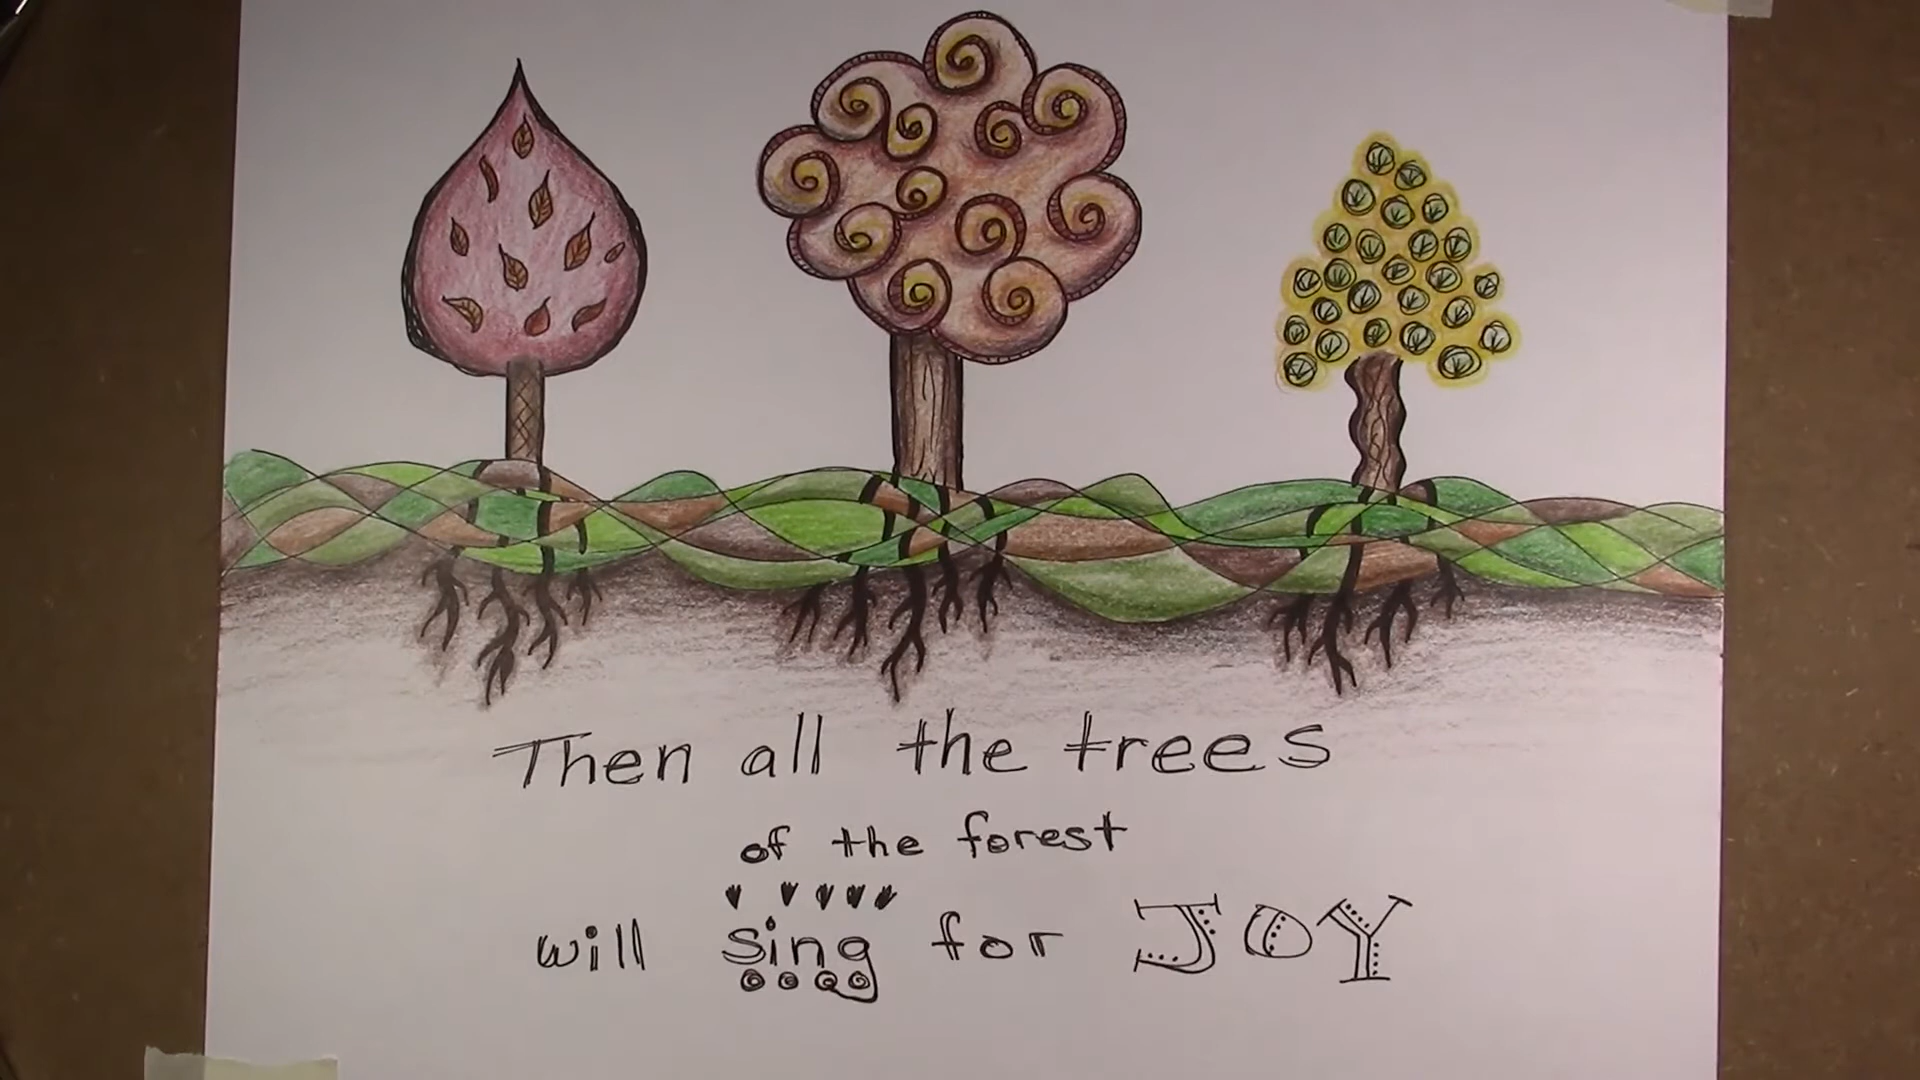 Then all the trees
of the forest
will sing for JOY